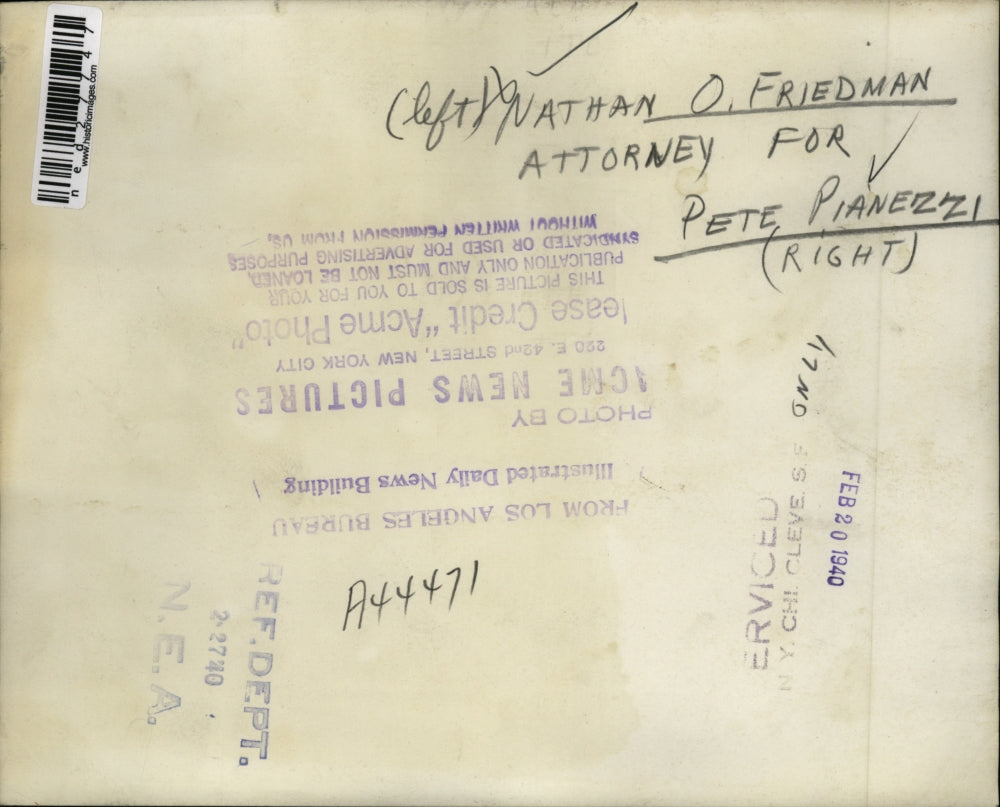 (left) NATHAN O. FRIEDMAN
ATTORNEY FOR
PETE PIANEZZI
(RIGHT)
FROM LOS ANGELES BUREAU
Illustrated Daily News Building
PHOTO BY
ACME NEWS PICTURES
220 E. 42nd STREET, NEW YORK CITY
lease Credit "Acme Photo"
THIS PICTURE IS SOLD TO YOU FOR YOUR
PUBLICATION ONLY AND MUST NOT BE LOANED,
SYNDICATED OR USED FOR ADVERTISING PURPOSES
WITHOUT WRITTEN PERMISSION FROM US,
A44471
REF. DEPT.
2-27 40
N. E. A.
ERVICED
N Y. CHI. CLEVE. S. F.
FEB 20 1940
www.historicimages.com